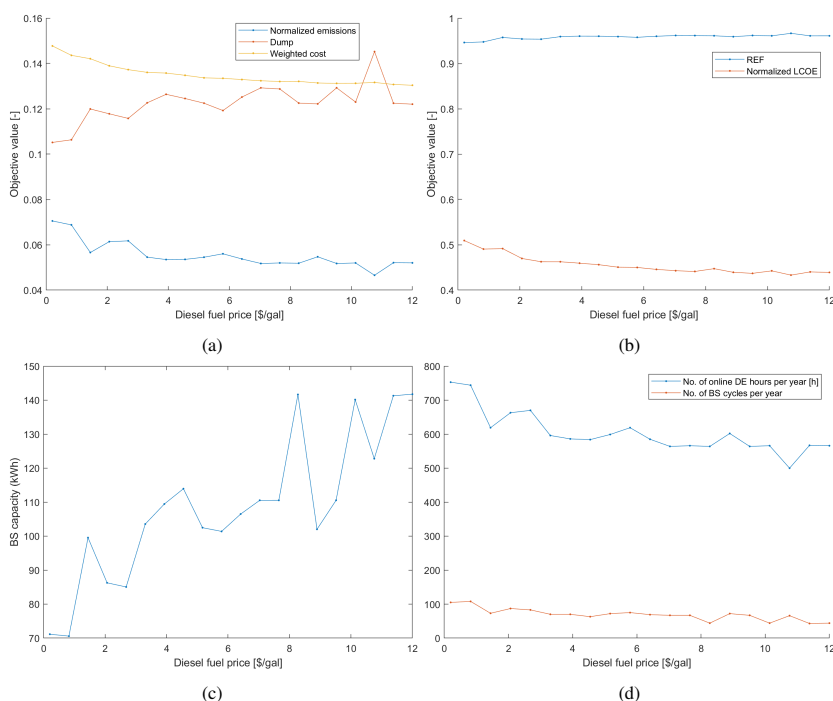 0.16
0.14
0.12
0.1
0.08
0.06
0.04
Objective value [-]
Normalized emissions
Dump
Weighted cost
0 2 4 6 8 10 12
Diesel fuel price [$/gal]
(a)
1
0.9
0.8
0.7
0.6
0.5
0.4
Objective value [-]
REF
Normalized LCOE
0 2 4 6 8 10 12
Diesel fuel price [$/gal]
(b)
150
140
130
120
110
100
90
80
70
BS capacity (kWh)
0 2 4 6 8 10 12
Diesel fuel price [$/gal]
(c)
800
700
600
500
400
300
200
100
0
No. of online DE hours per year [h]
No. of BS cycles per year
0 2 4 6 8 10 12
Diesel fuel price [$/gal]
(d)